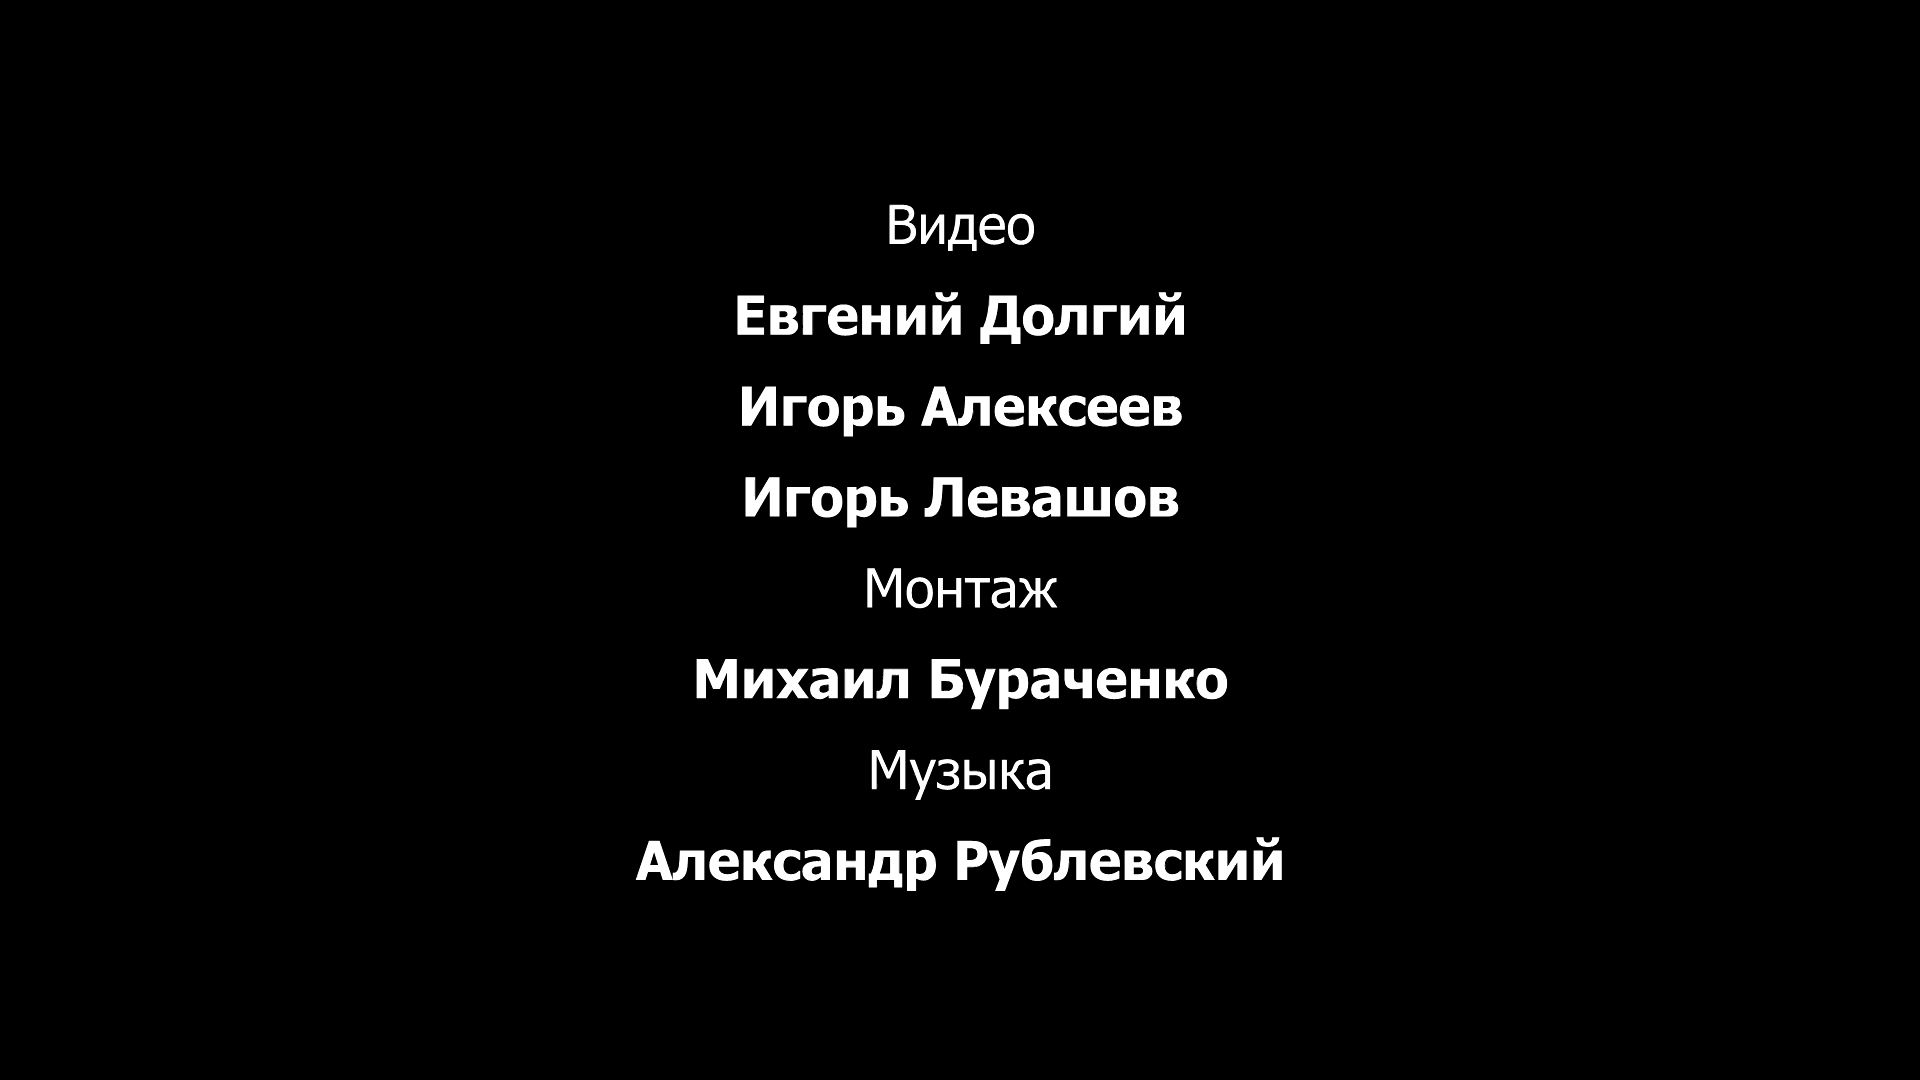 Видео
Евгений Долгий
Игорь Алексеев
Игорь Левашов
Монтаж
Михаил Бураченко
Музыка
Александр Рублевский